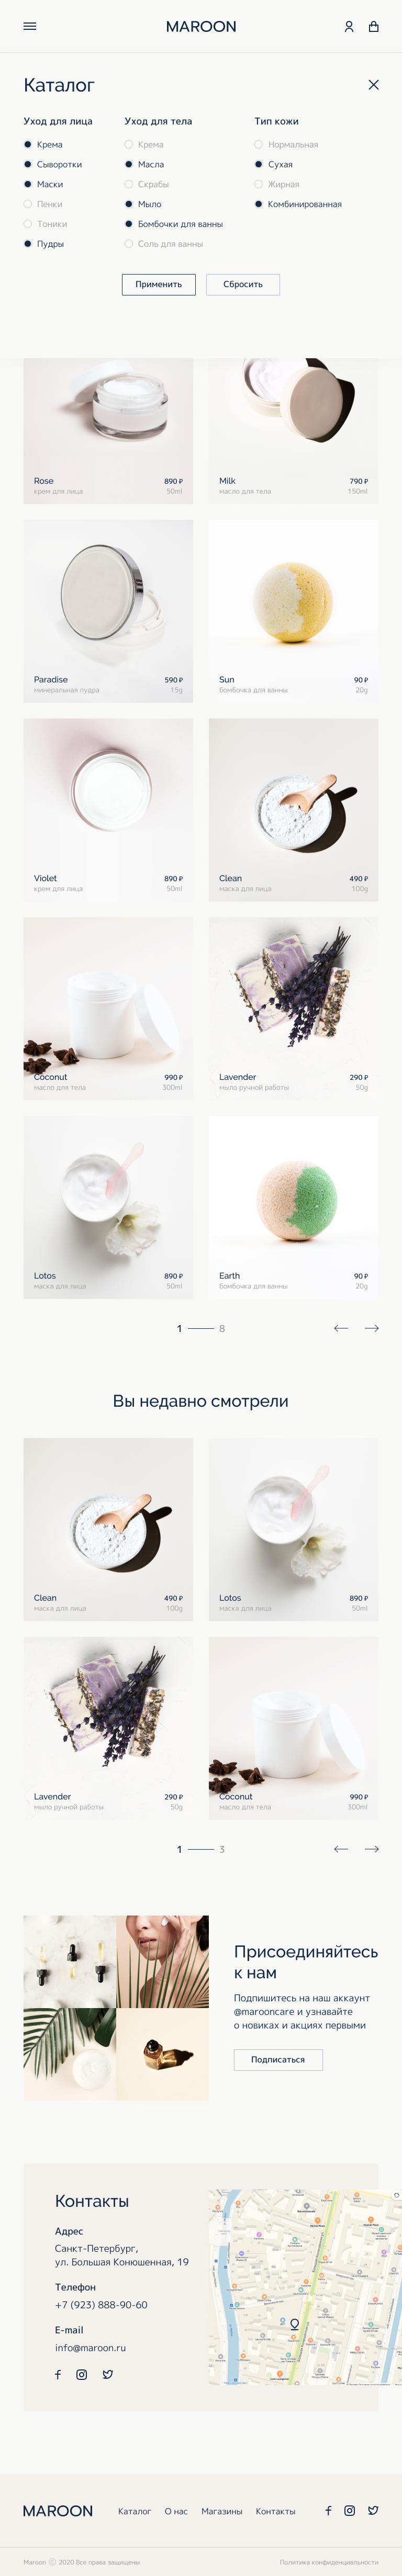 MAROON
Каталог
Уход для лица
Крема
Сыворотки
Маски
Пенки
Тоники
Пудры
Уход для тела
Крема
Масла
Скрабы
Мыло
Бомбочки для ванны
Соль для ванны
Тип кожи
Нормальная
Сухая
Жирная
Комбинированная
Применить
Сбросить
Rose 890 ₽
крем для лица 50ml
Milk 790 ₽
масло для тела 150ml
Paradise 590 ₽
минеральная пудра 15g
Sun 90 ₽
бомбочка для ванны 20g
Violet 890 ₽
крем для лица 50ml
Clean 490 ₽
маска для лица 100g
Coconut 990 ₽
масло для тела 300ml
Lavender 290 ₽
мыло ручной работы 50g
Lotos 890 ₽
маска для лица 50ml
Earth 90 ₽
бомбочка для ванны 20g
1 8
Вы недавно смотрели
Clean 490 ₽
маска для лица 100g
Lotos 890 ₽
маска для лица 50ml
Lavender 290 ₽
мыло ручной работы 50g
Coconut 990 ₽
масло для тела 300ml
1 3
Присоединяйтесь
к нам
Подпишитесь на наш аккаунт
@marooncare и узнавайте
о новиках и акциях первыми
Подписаться
Контакты
Адрес
Санкт-Петербург,
ул. Большая Конюшенная, 19
Телефон
+7 (923) 888-90-60
E-mail
info@maroon.ru
MAROON
Каталог
О нас
Магазины
Контакты
Maroon © 2020 Все права защищены
Политика конфиденциальности